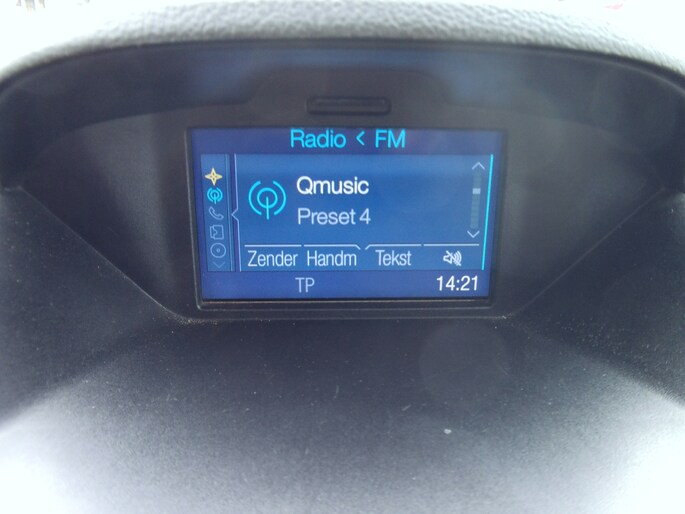 Radio < FM
Qmusic
Preset 4
Zender Handm Tekst
TP 14:21